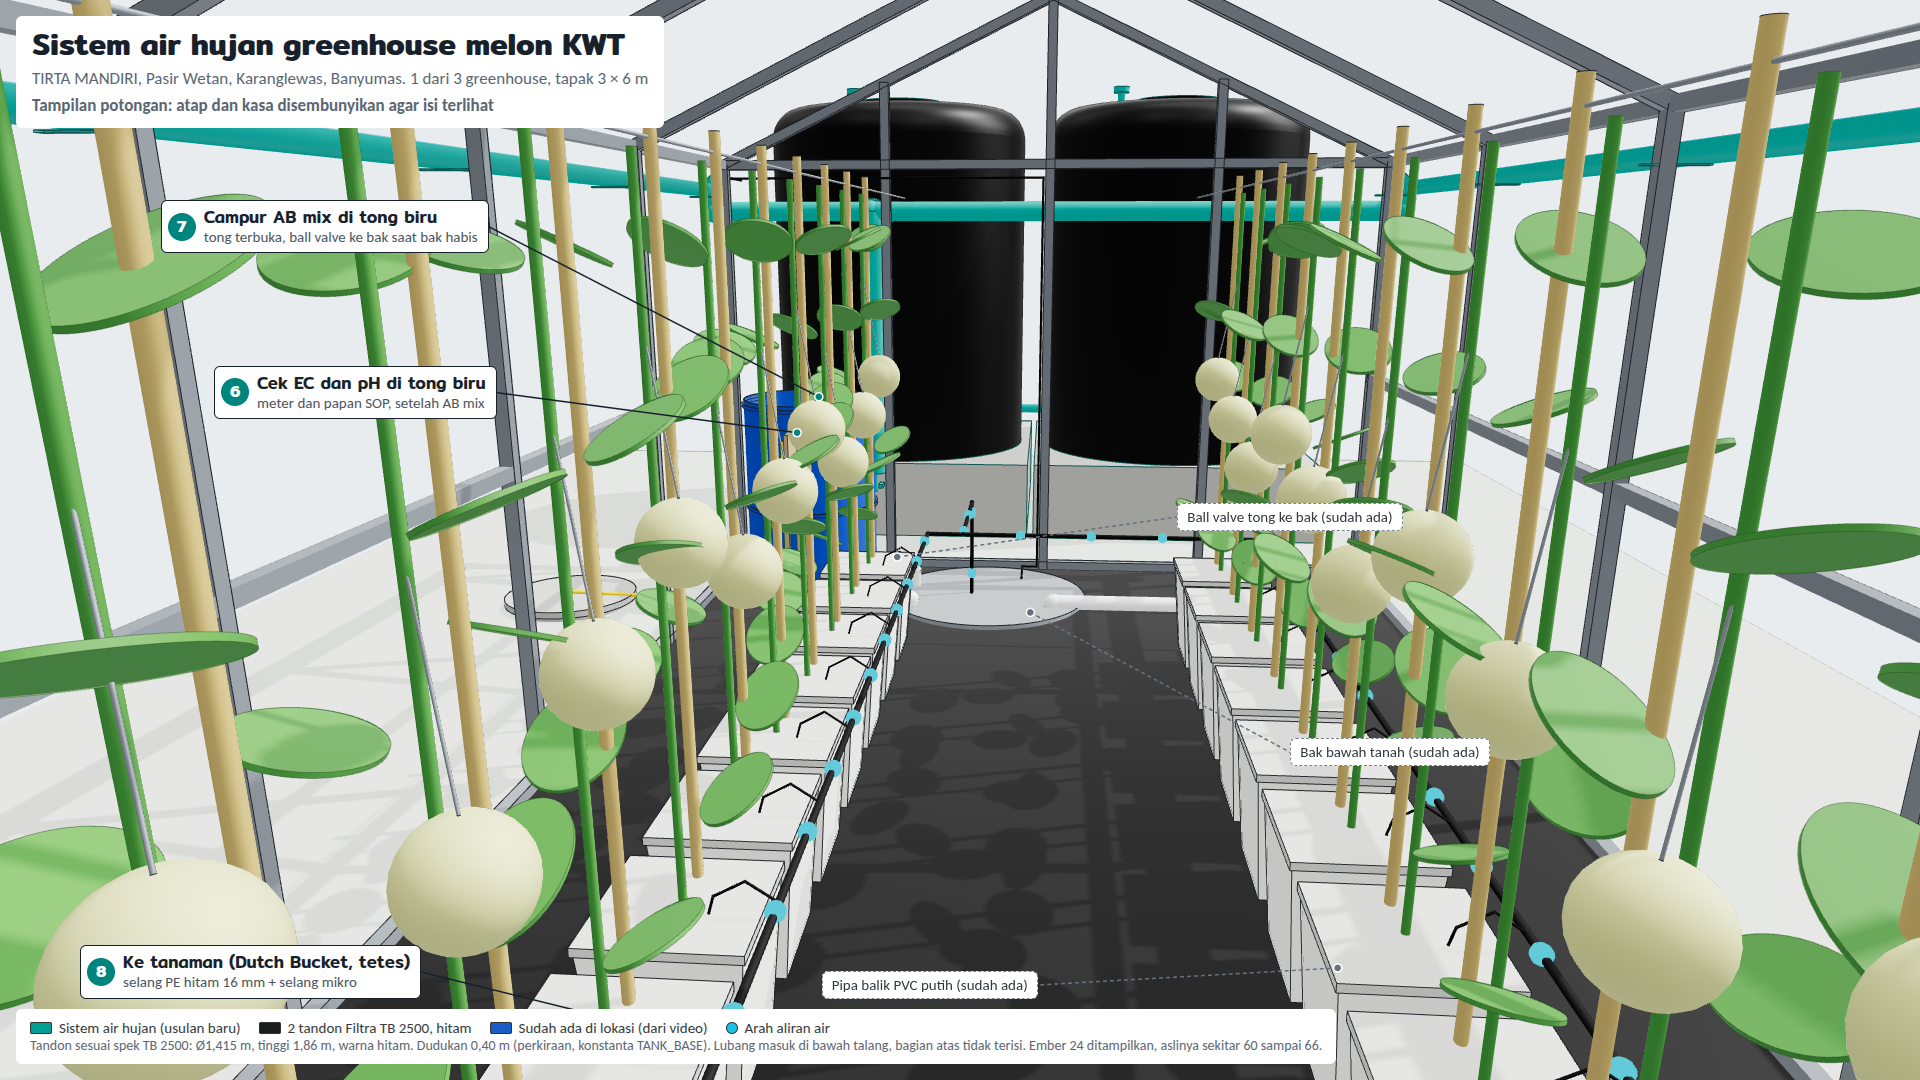 Sistem air hujan greenhouse melon KWT
TIRTA MANDIRI, Pasir Wetan, Karanglewas, Banyumas. 1 dari 3 greenhouse, tapak 3 × 6 m
Tampilan potongan: atap dan kasa disembunyikan agar isi terlihat
7 Campur AB mix di tong biru
tong terbuka, ball valve ke bak saat bak habis
6 Cek EC dan pH di tong biru
meter dan papan SOP, setelah AB mix
Ball valve tong ke bak (sudah ada)
Bak bawah tanah (sudah ada)
8 Ke tanaman (Dutch Bucket, tetes)
selang PE hitam 16 mm + selang mikro
Pipa balik PVC putih (sudah ada)
Sistem air hujan (usulan baru) 2 tandon Filtra TB 2500, hitam Sudah ada di lokasi (dari video) Arah aliran air
Tandon sesuai spek TB 2500: Ø1,415 m, tinggi 1,86 m, warna hitam. Dudukan 0,40 m (perkiraan, konstanta TANK_BASE). Lubang masuk di bawah talang, bagian atas tidak terisi. Ember 24 ditampilkan, aslinya sekitar 60 sampai 66.